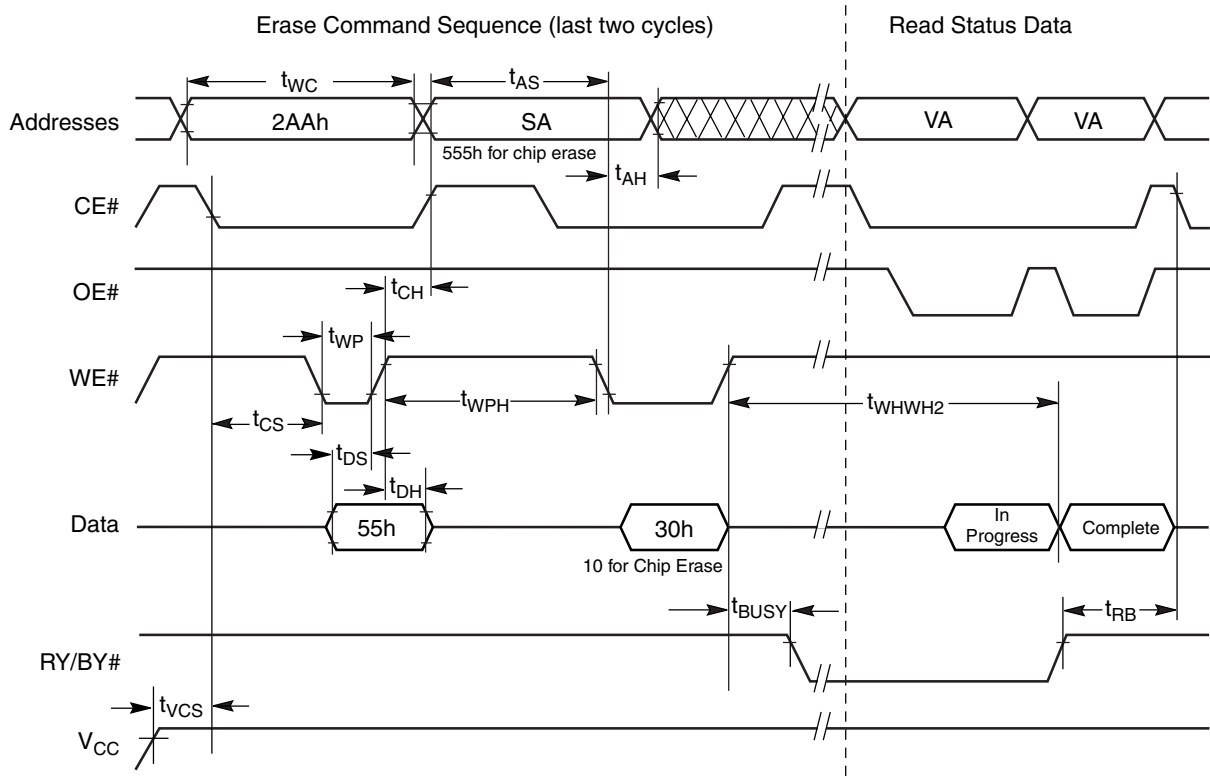 Erase Command Sequence (last two cycles)
Read Status Data
tWC
tAS
Addresses
2AAh
SA
VA
VA
555h for chip erase
tAH
CE#
OE#
tCH
tWP
WE#
tWPH
tWHWH2
tCS
tDS
tDH
Data
55h
30h
In
Progress
Complete
10 for Chip Erase
tBUSY
tRB
RY/BY#
tVCS
VCC